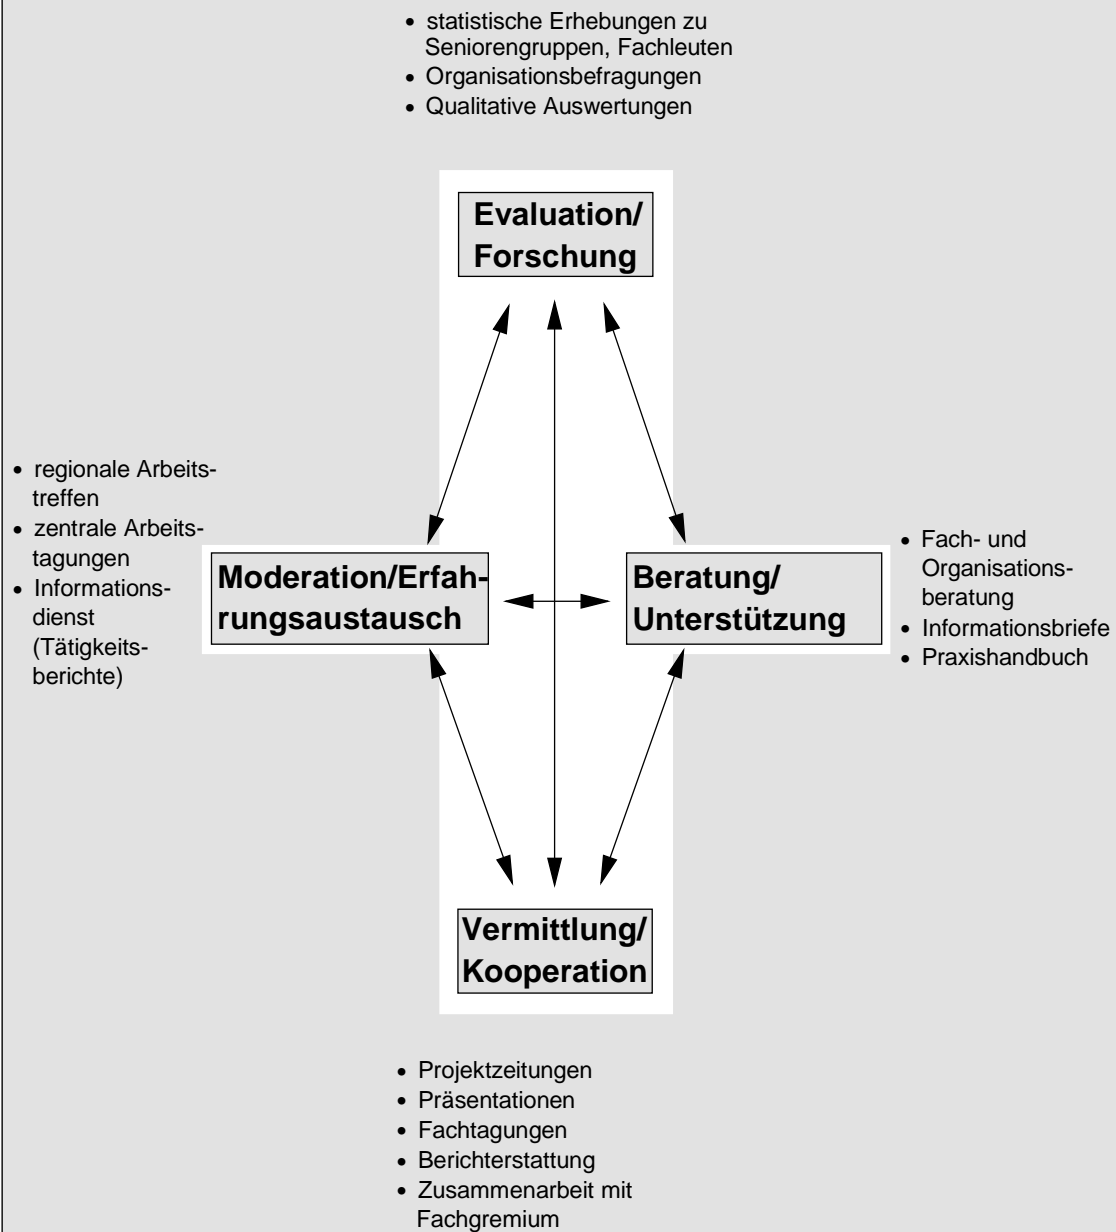 • statistische Erhebungen zu
Seniorengruppen, Fachleuten
• Organisationsbefragungen
• Qualitative Auswertungen
Evaluation/
Forschung
• regionale Arbeits-
treffen
• zentrale Arbeits-
tagungen
• Informations-
dienst
(Tätigkeits-
berichte)
Moderation/Erfah-
rungsaustausch
Beratung/
Unterstützung
• Fach- und
Organisations-
beratung
• Informationsbriefe
• Praxishandbuch
Vermittlung/
Kooperation
• Projektzeitungen
• Präsentationen
• Fachtagungen
• Berichterstattung
• Zusammenarbeit mit
Fachgremium